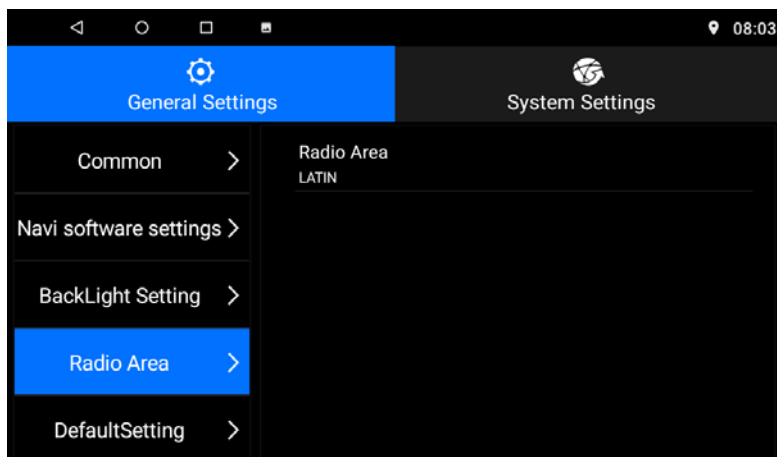 08:03
General Settings
System Settings
Common
Navi software settings
BackLight Setting
Radio Area
DefaultSetting
Radio Area
LATIN